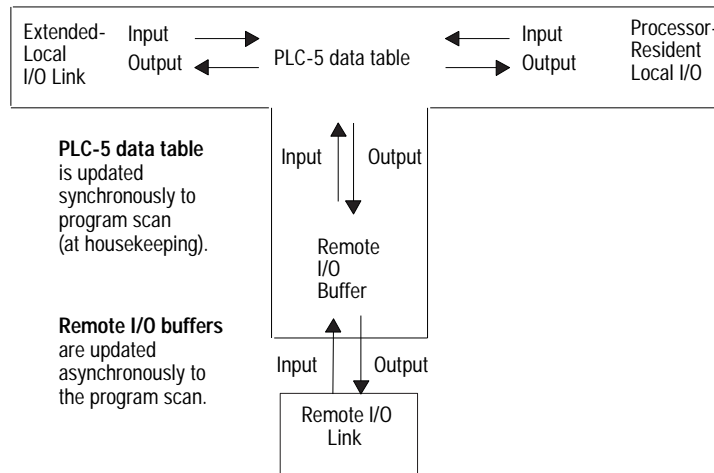 Extended-
Local
I/O Link
Input
Output
PLC-5 data table
Input
Output
Processor-
Resident
Local I/O
PLC-5 data table
is updated
synchronously to
program scan
(at housekeeping).
Input
Output
Remote
I/O
Buffer
Remote I/O buffers
are updated
asynchronously to
the program scan.
Input
Output
Remote I/O
Link